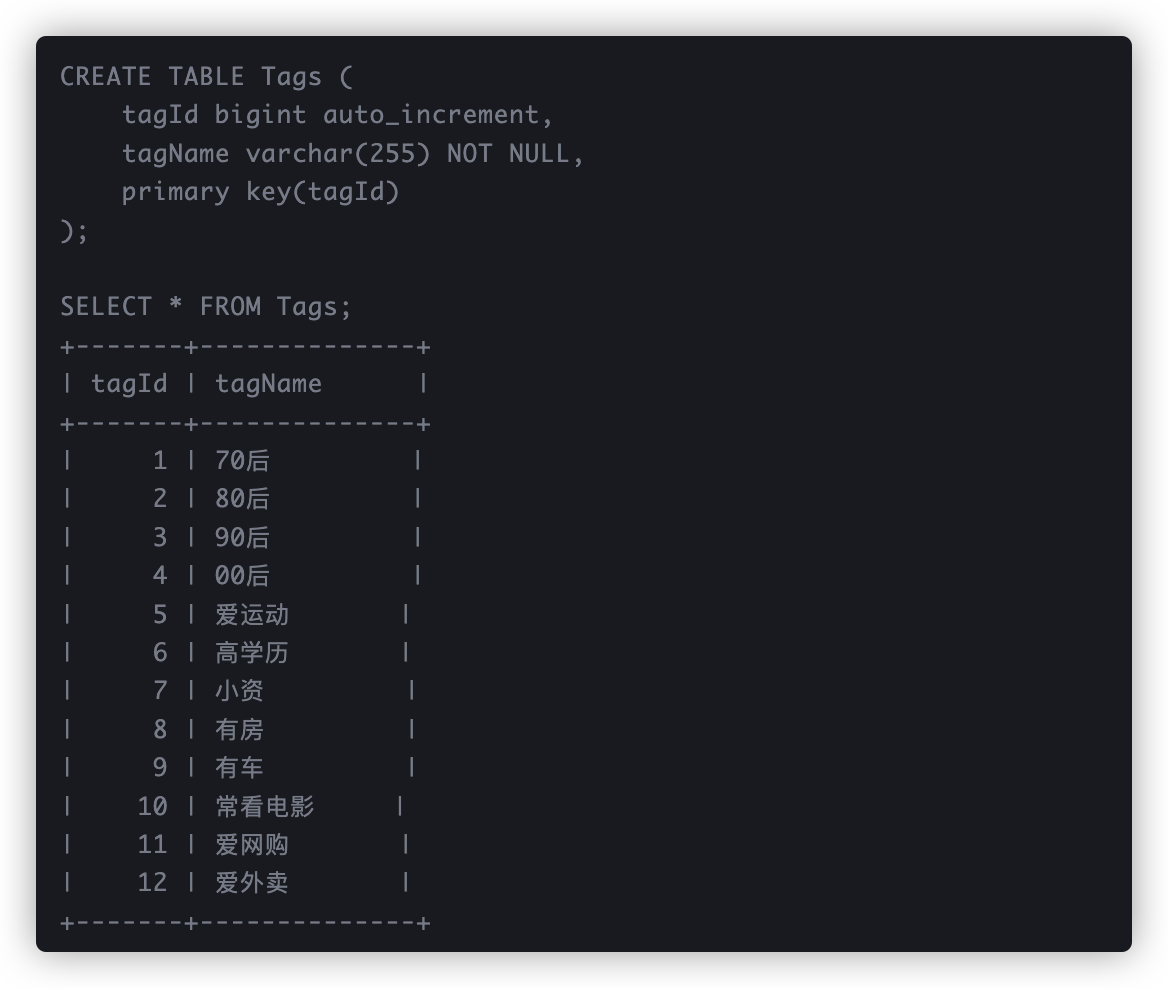 CREATE TABLE Tags (
    tagId bigint auto_increment,
    tagName varchar(255) NOT NULL,
    primary key(tagId)
);

SELECT * FROM Tags;
+-------+--------------+
| tagId | tagName      |
+-------+--------------+
|     1 | 70后         |
|     2 | 80后         |
|     3 | 90后         |
|     4 | 00后         |
|     5 | 爱运动       |
|     6 | 高学历       |
|     7 | 小资         |
|     8 | 有房         |
|     9 | 有车         |
|    10 | 常看电影     |
|    11 | 爱网购       |
|    12 | 爱外卖       |
+-------+--------------+